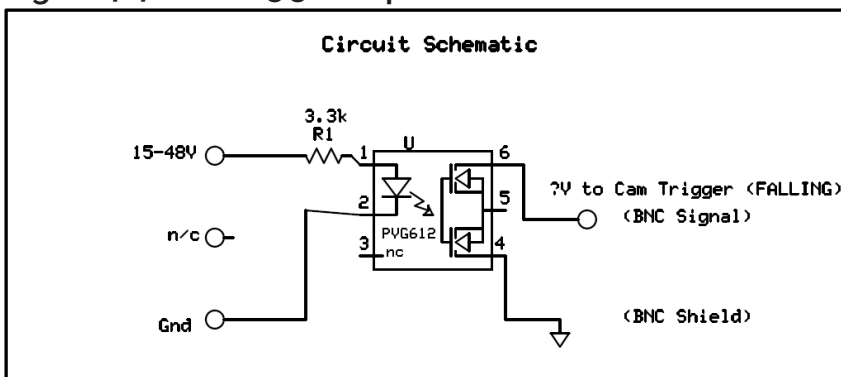 Circuit Schematic
3.3k
R1
15-48V
1
U
6
?V to Cam Trigger (FALLING)
(BNC Signal)
2
5
n/c
PVG612
3
nc
4
Gnd
(BNC Shield)